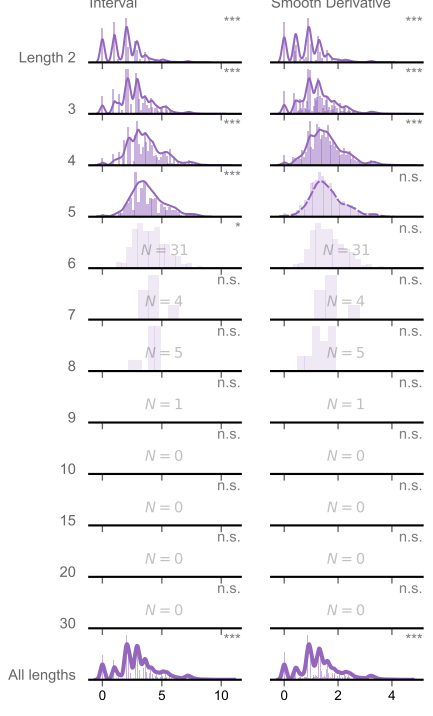 Interval Smooth Derivative
*** ***
Length 2
*** ***
3
*** ***
4
*** n.s.
5
* n.s.
N = 31 N = 31
6
n.s. n.s.
N = 4 N = 4
7
n.s. n.s.
N = 5 N = 5
8
n.s. n.s.
N = 1 N = 1
9
n.s. n.s.
N = 0 N = 0
10
n.s. n.s.
N = 0 N = 0
15
n.s. n.s.
N = 0 N = 0
20
n.s. n.s.
N = 0 N = 0
30
*** ***
All lengths
0 5 10 0 2 4